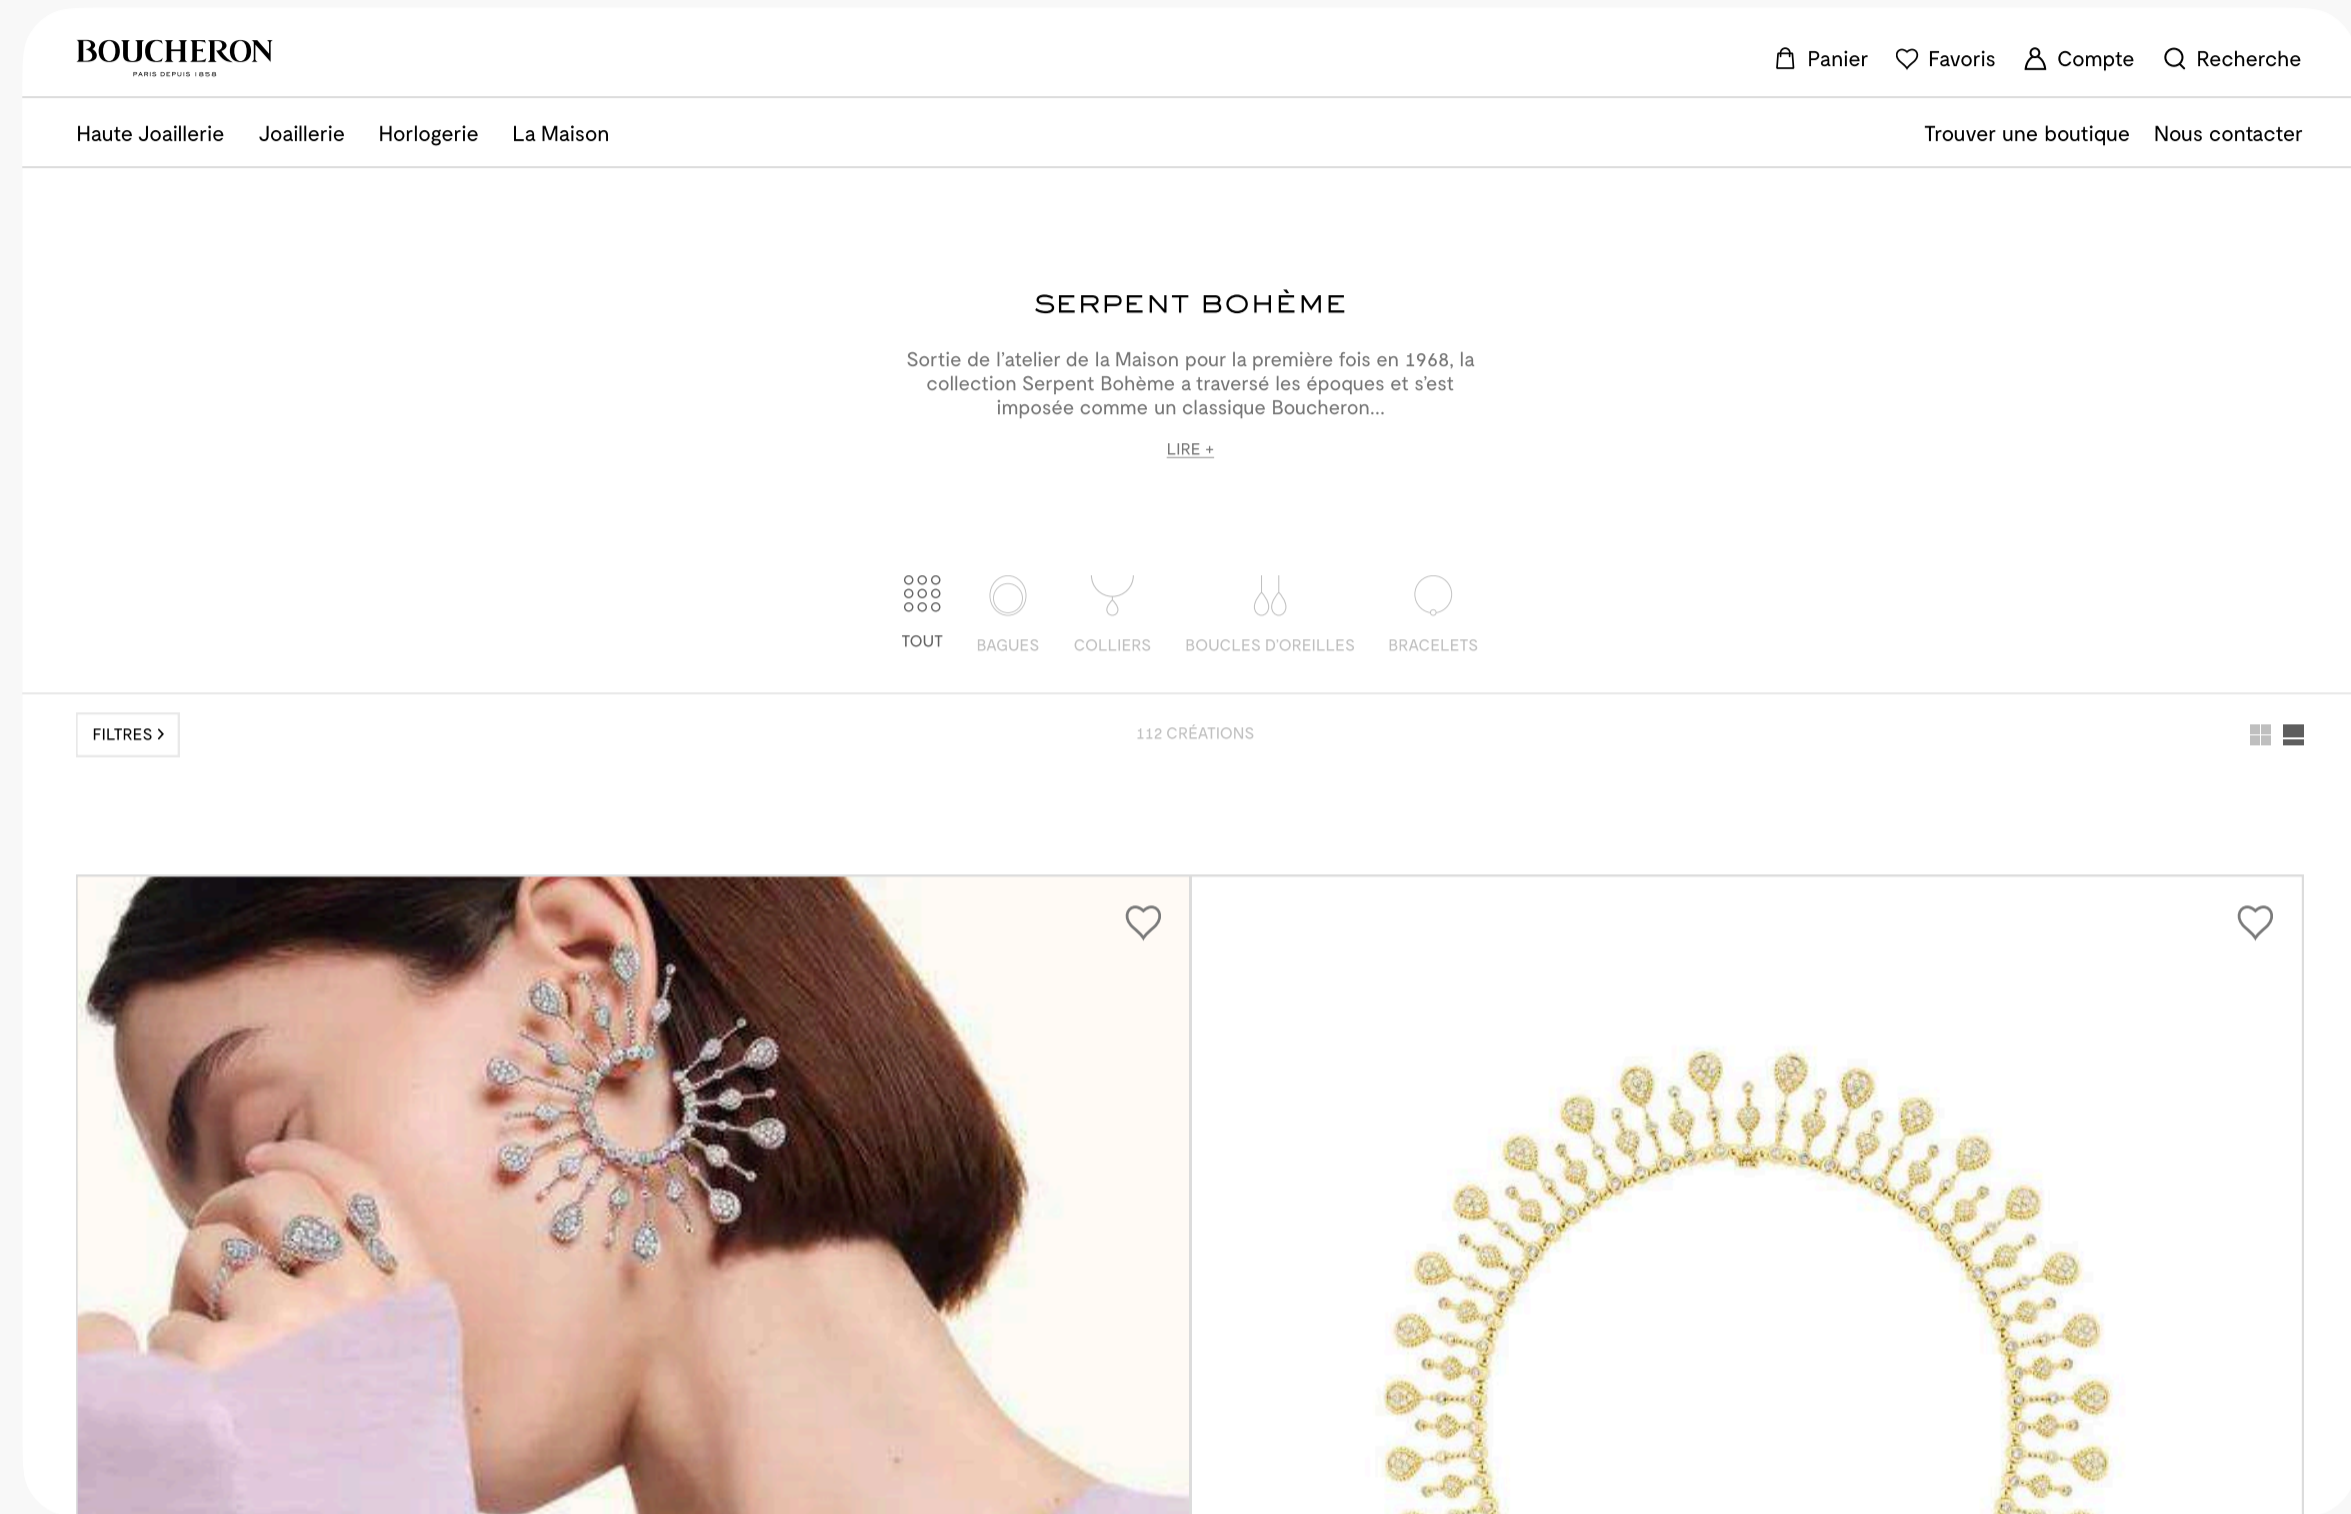 BOUCHERON
PARIS DEPUIS 1858
Panier Favoris Compte Recherche
Haute Joaillerie Joaillerie Horlogerie La Maison Trouver une boutique Nous contacter
SERPENT BOHÈME
Sortie de l’atelier de la Maison pour la première fois en 1968, la
collection Serpent Bohème a traversé les époques et s’est
imposée comme un classique Boucheron...
LIRE +
TOUT BAGUES COLLIERS BOUCLES D'OREILLES BRACELETS
FILTRES > 112 CRÉATIONS